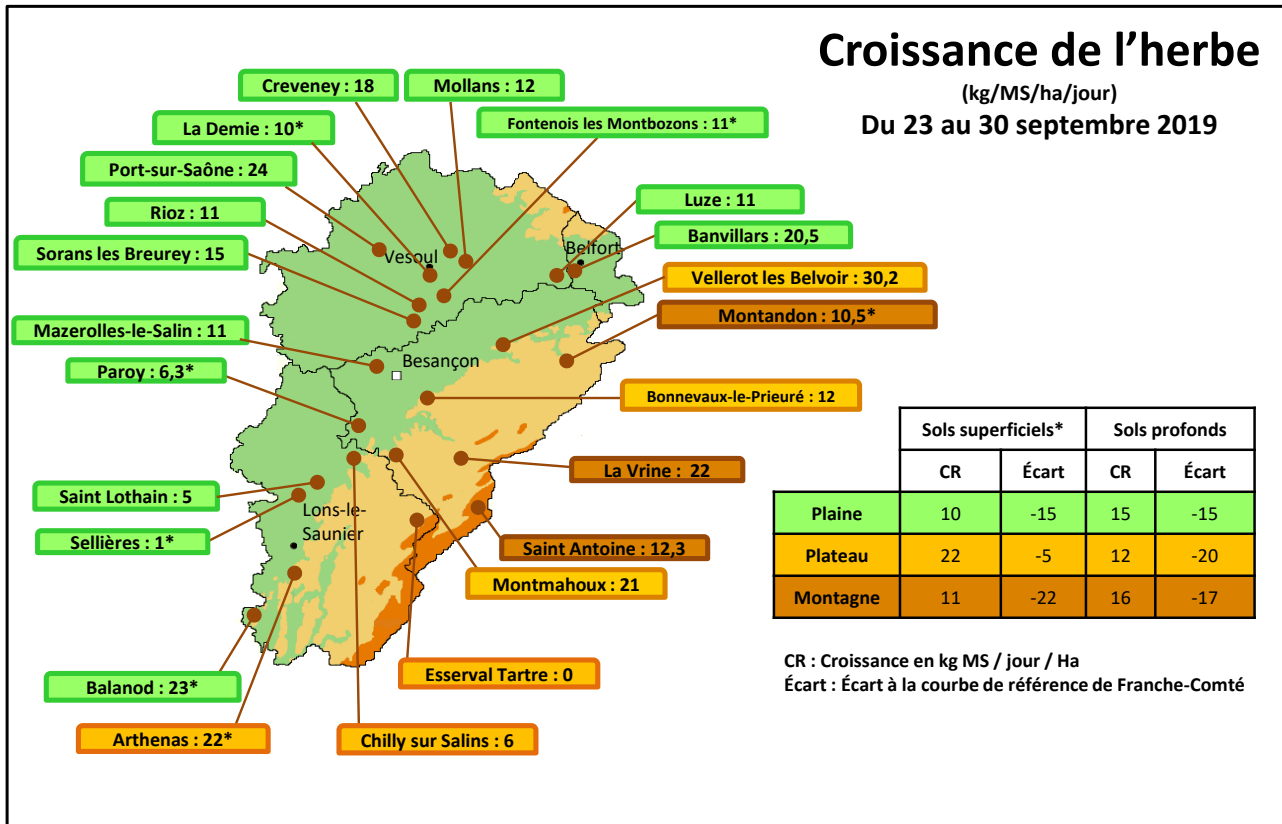 Croissance de l’herbe
(kg/MS/ha/jour)
Du 23 au 30 septembre 2019
Creveney : 18
Mollans : 12
La Demie : 10*
Fontenois les Montbozons : 11*
Port-sur-Saône : 24
Rioz : 11
Luze : 11
Sorans les Breurey : 15
Banvillars : 20,5
Vesoul
Belfort
Vellerot les Belvoir : 30,2
Montandon : 10,5*
Mazerolles-le-Salin : 11
Besançon
Paroy : 6,3*
Bonnevaux-le-Prieuré : 12
La Vrine : 22
Saint Lothain : 5
Lons-le-
Saunier
Sellières : 1*
Saint Antoine : 12,3
Montmahoux : 21
Esserval Tartre : 0
Balanod : 23*
Arthenas : 22*
Chilly sur Salins : 6
Sols superficiels* Sols profonds
CR Écart CR Écart
Plaine 10 -15 15 -15
Plateau 22 -5 12 -20
Montagne 11 -22 16 -17
CR : Croissance en kg MS / jour / Ha
Écart : Écart à la courbe de référence de Franche-Comté